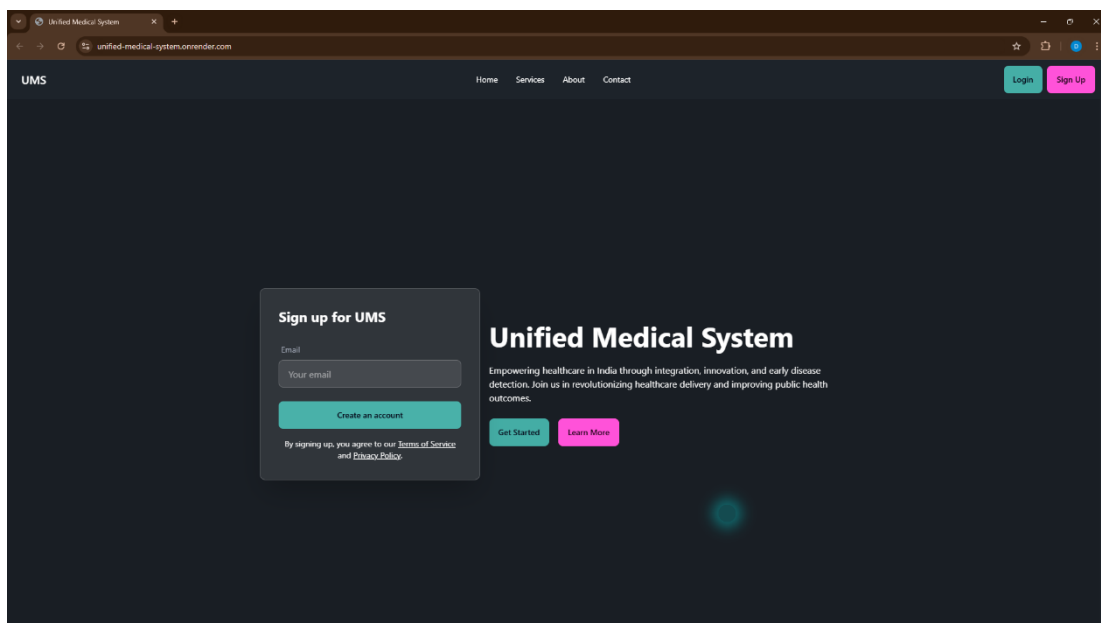 Unified Medical System
unified-medical-system.onrender.com
D
UMS
Home Services About Contact
Login
Sign Up
Sign up for UMS
Email
Your email
Create an account
By signing up, you agree to our Terms of Service
and Privacy Policy.
Unified Medical System
Empowering healthcare in India through integration, innovation, and early disease
detection. Join us in revolutionizing healthcare delivery and improving public health
outcomes.
Get Started
Learn More